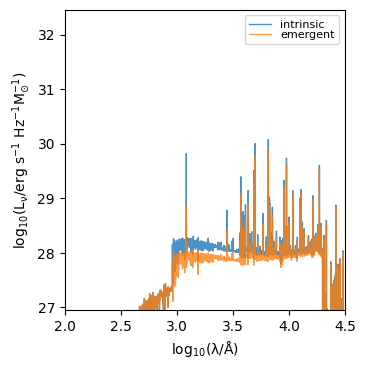 intrinsic
emergent
32
31
30
29
28
27
2.0 2.5 3.0 3.5 4.0 4.5
log₁₀(λ/Å)
log₁₀(Lν/erg s⁻¹ Hz⁻¹M⊙⁻¹)